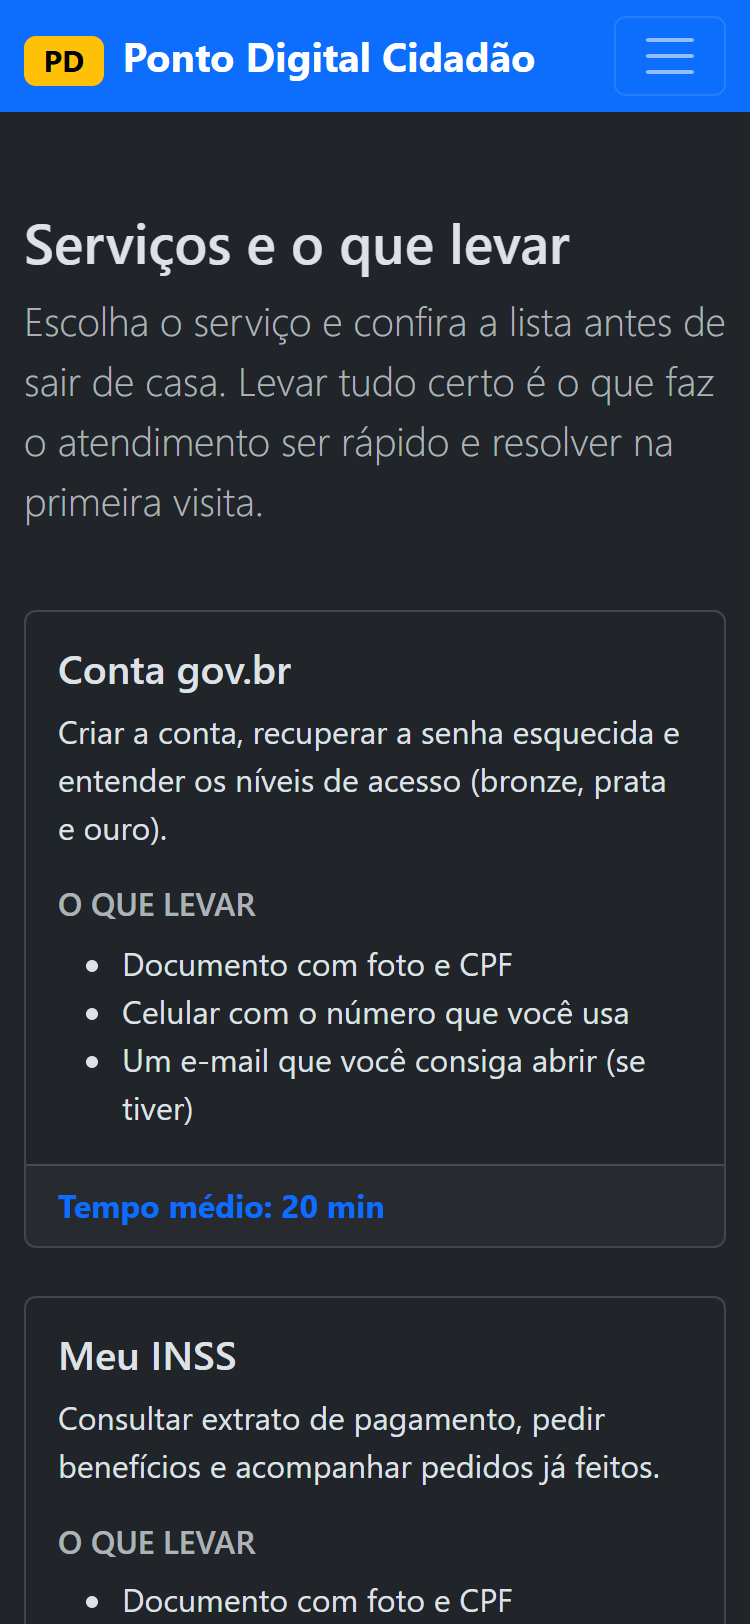 PD Ponto Digital Cidadão
Serviços e o que levar
Escolha o serviço e confira a lista antes de
sair de casa. Levar tudo certo é o que faz
o atendimento ser rápido e resolver na
primeira visita.
Conta gov.br
Criar a conta, recuperar a senha esquecida e
entender os níveis de acesso (bronze, prata
e ouro).
O QUE LEVAR
Documento com foto e CPF
Celular com o número que você usa
Um e-mail que você consiga abrir (se
tiver)
Tempo médio: 20 min
Meu INSS
Consultar extrato de pagamento, pedir
benefícios e acompanhar pedidos já feitos.
O QUE LEVAR
Documento com foto e CPF